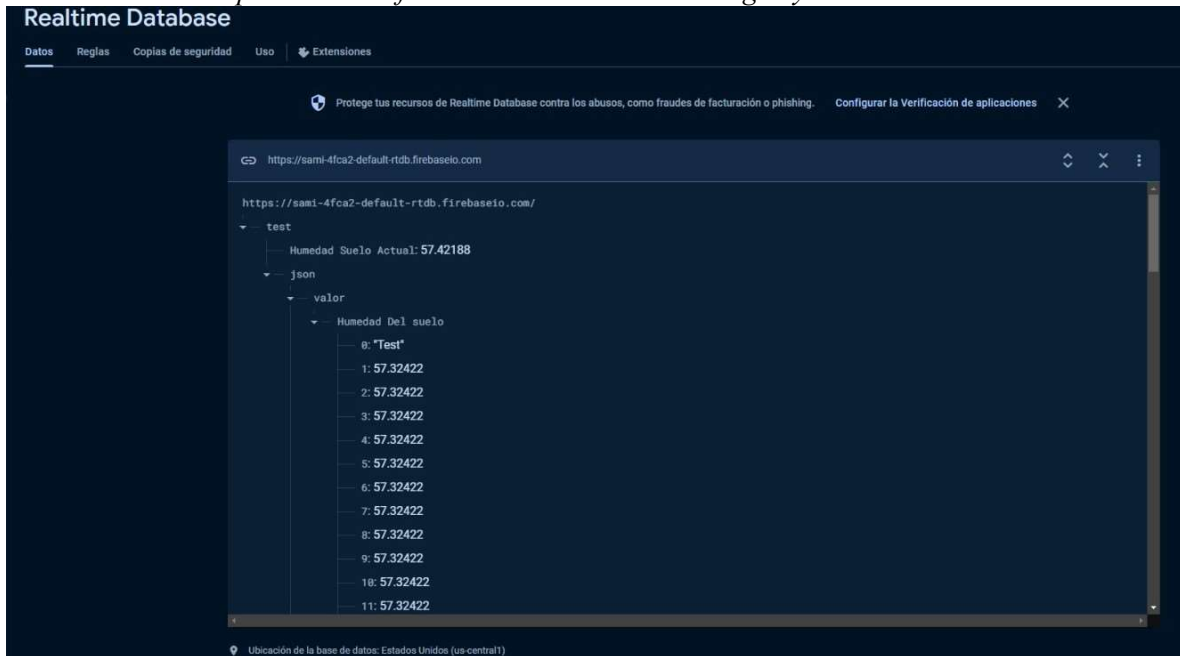 Realtime Database
Datos Reglas Copias de seguridad Uso Extensiones
Protege tus recursos de Realtime Database contra los abusos, como fraudes de facturación o phishing. Configurar la Verificación de aplicaciones
https://sami-4fca2-default-rtdb.firebaseio.com
https://sami-4fca2-default-rtdb.firebaseio.com/
test
Humedad Suelo Actual: 57.42188
json
valor
Humedad Del suelo
0: "Test"
1: 57.32422
2: 57.32422
3: 57.32422
4: 57.32422
5: 57.32422
6: 57.32422
7: 57.32422
8: 57.32422
9: 57.32422
10: 57.32422
11: 57.32422
Ubicación de la base de datos: Estados Unidos (us-central1)